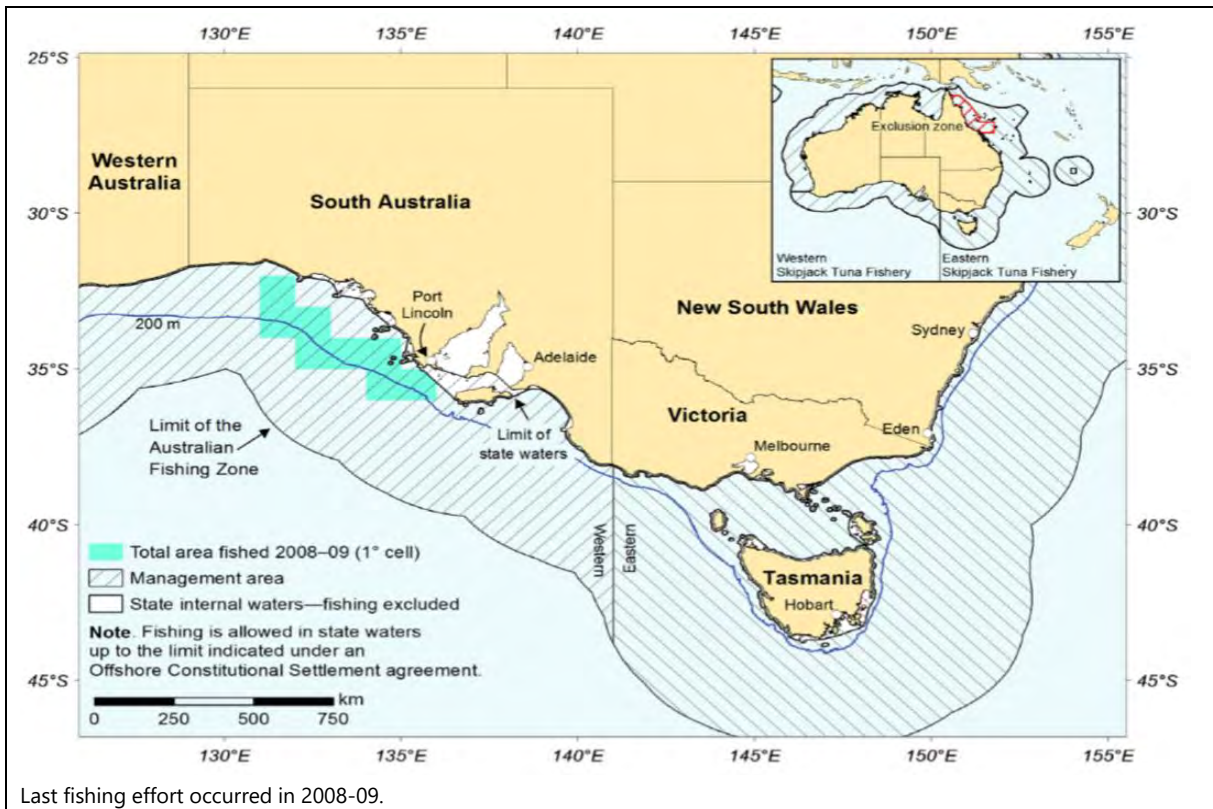 130°E 135°E 140°E 145°E 150°E 155°E
25°S
Exclusion zone
Western
Skipjack Tuna Fishery
Eastern
Skipjack Tuna Fishery
Western
Australia
South Australia
30°S
30°S
New South Wales
Port
Lincoln
200 m
Sydney
Adelaide
35°S
35°S
Victoria
Limit of the
Australian
Fishing Zone
Limit of
state waters
Eden
Melbourne
40°S
40°S
Western
Eastern
Total area fished 2008–09 (1° cell)
Management area
State internal waters—fishing excluded
Tasmania
Hobart
Note. Fishing is allowed in state waters
up to the limit indicated under an
Offshore Constitutional Settlement agreement.
45°S
45°S
km
0 250 500 750
130°E 135°E 140°E 145°E 150°E 155°E
Last fishing effort occurred in 2008-09.